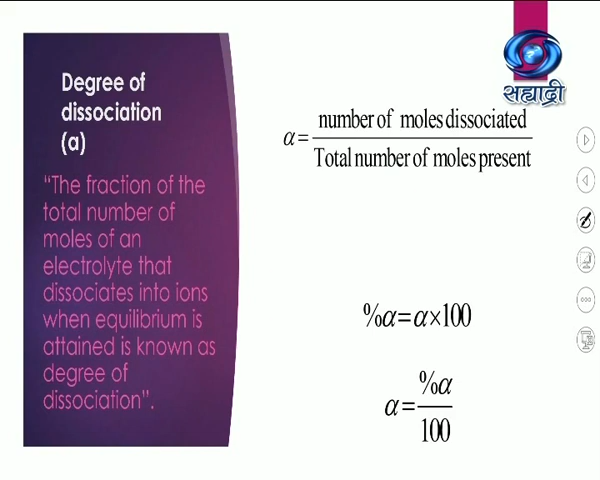 Degree of
dissociation
(α)
“The fraction of the
total number of
moles of an
electrolyte that
dissociates into ions
when equilibrium is
attained is known as
degree of
dissociation”.
α = number of moles dissociated / Total number of moles present
%α = α × 100
α = %α / 100
सह्याद्री